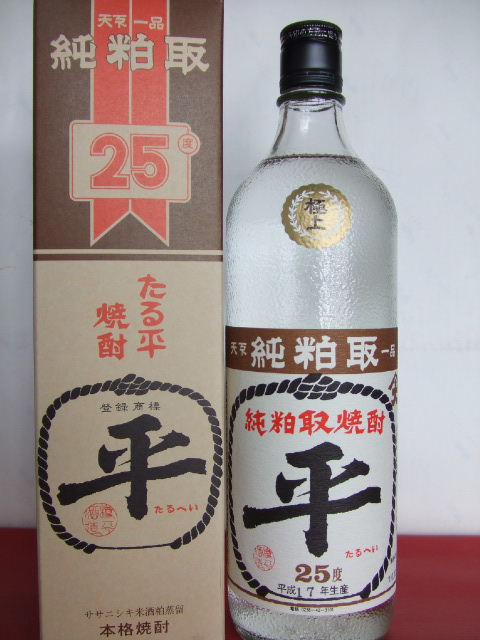 天京一品
純粕取
25度
たる平
焼酎
登録商標
平
たるへい
ササニシキ米酒粕蒸留
本格焼酎
極上
天京 純粕取 一品
純粕取焼酎
平
たるへい
25度
平成17年生産